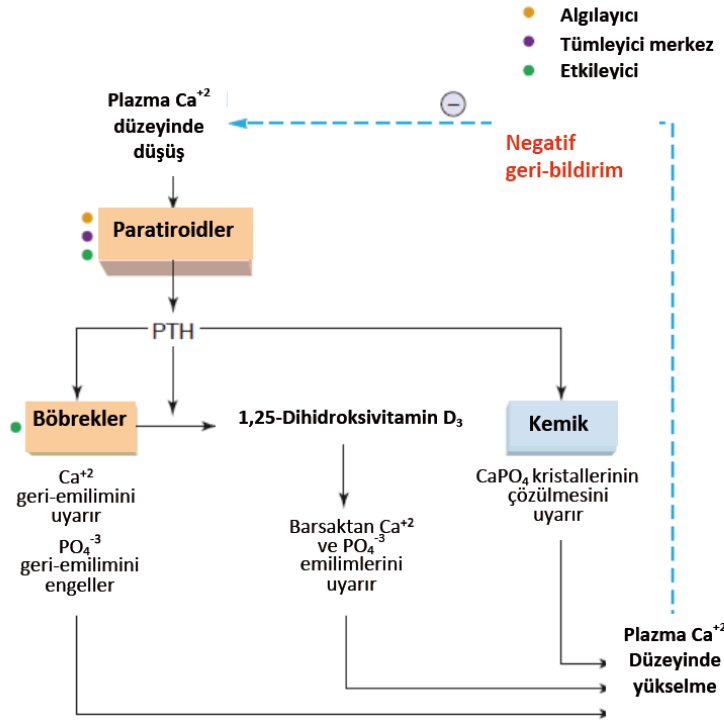 Algılayıcı
Tümleyici merkez
Etkileyici
Plazma Ca+2
düzeyinde
düşüş
−
Negatif
geri-bildirim
Paratiroidler
PTH
Böbrekler
1,25-Dihidroksivitamin D3
Kemik
Ca+2
geri-emilimini
uyarır
PO4-3
geri-emilimini
engeller
Barsaktan Ca+2
ve PO4-3
emilimlerini
uyarır
CaPO4 kristallerinin
çözülmesini
uyarır
Plazma Ca+2
Düzeyinde
yükselme